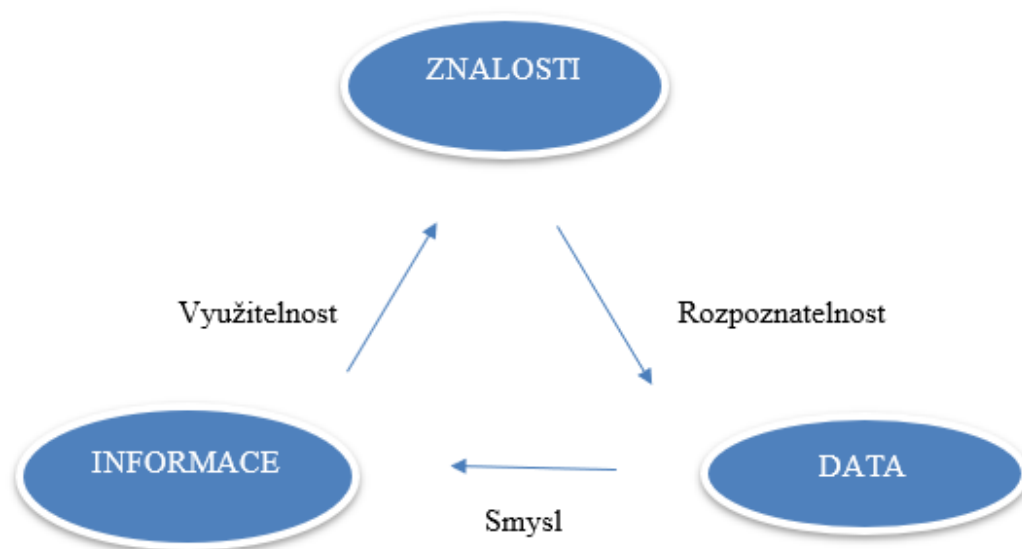 ZNALOSTI
Využitelnost
Rozpoznatelnost
INFORMACE
DATA
Smysl